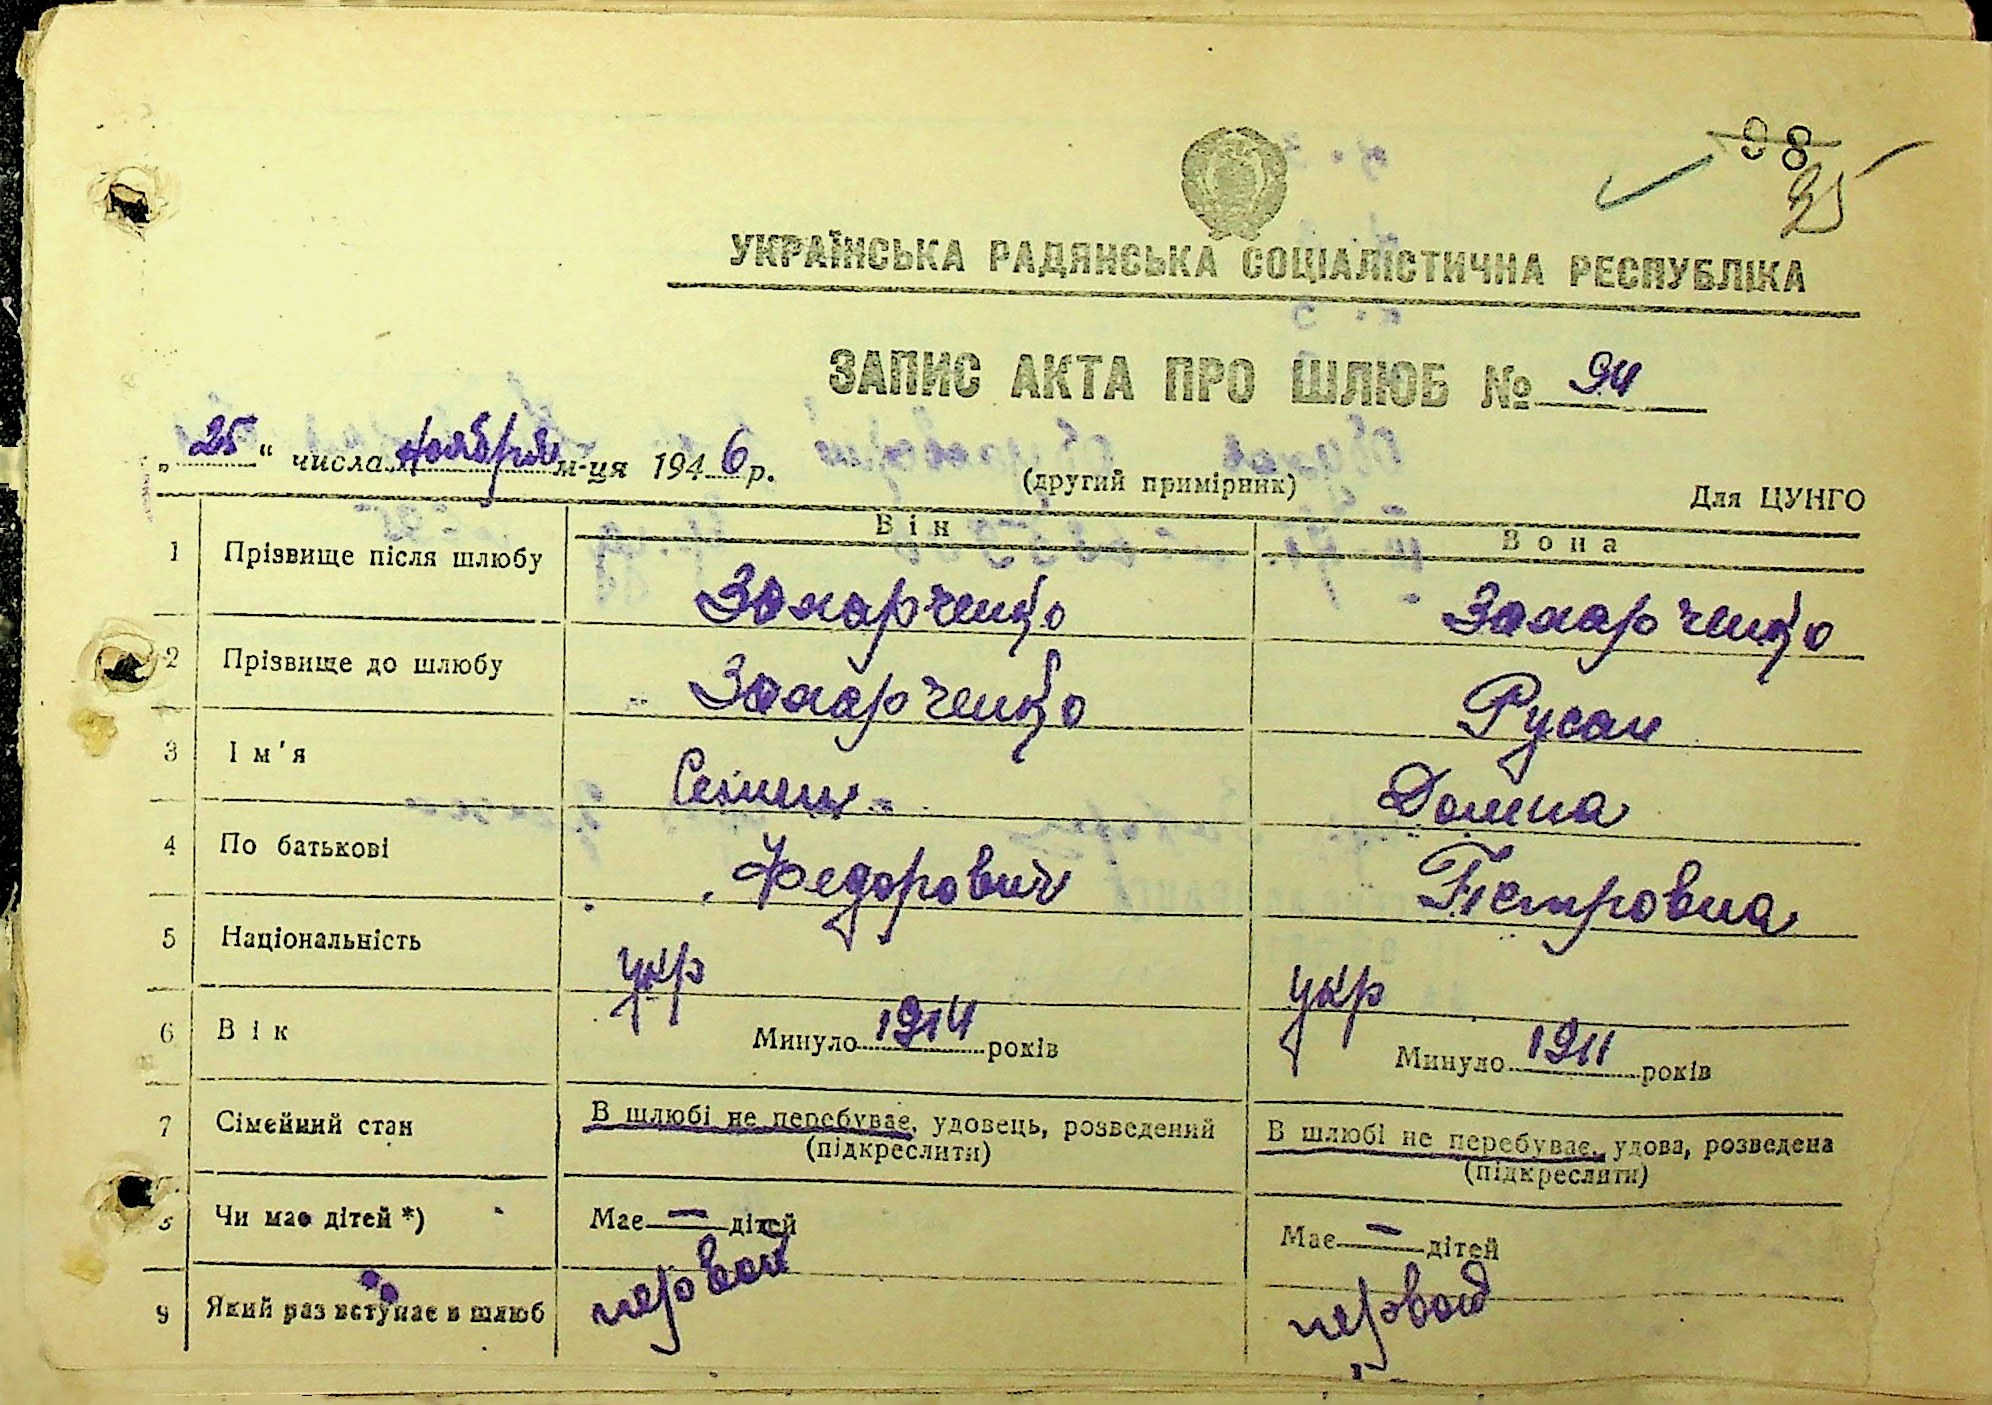 98
95
УКРАЇНСЬКА РАДЯНСЬКА СОЦІАЛІСТИЧНА РЕСПУБЛІКА
ЗАПИС АКТА ПРО ШЛЮБ № 94
„25“ числа ноября м-ця 1946 р.
(другий примірник)
Для ЦУНГО
Він Вона
1 Прізвище після шлюбу Захарченко Захарченко
2 Прізвище до шлюбу Захарченко Русан
3 Ім'я Домна
4 По батькові Федорович Петровна
5 Національність укр укр
6 Вік Минуло 1914 років Минуло 1911 років
7 Сімейний стан В шлюбі не перебуває, удовець, розведений В шлюбі не перебуває, удова, розведена
(підкреслити) (підкреслити)
8 Чи має дітей *) Має — дітей Має — дітей
9 Який раз вступає в шлюб первой первой